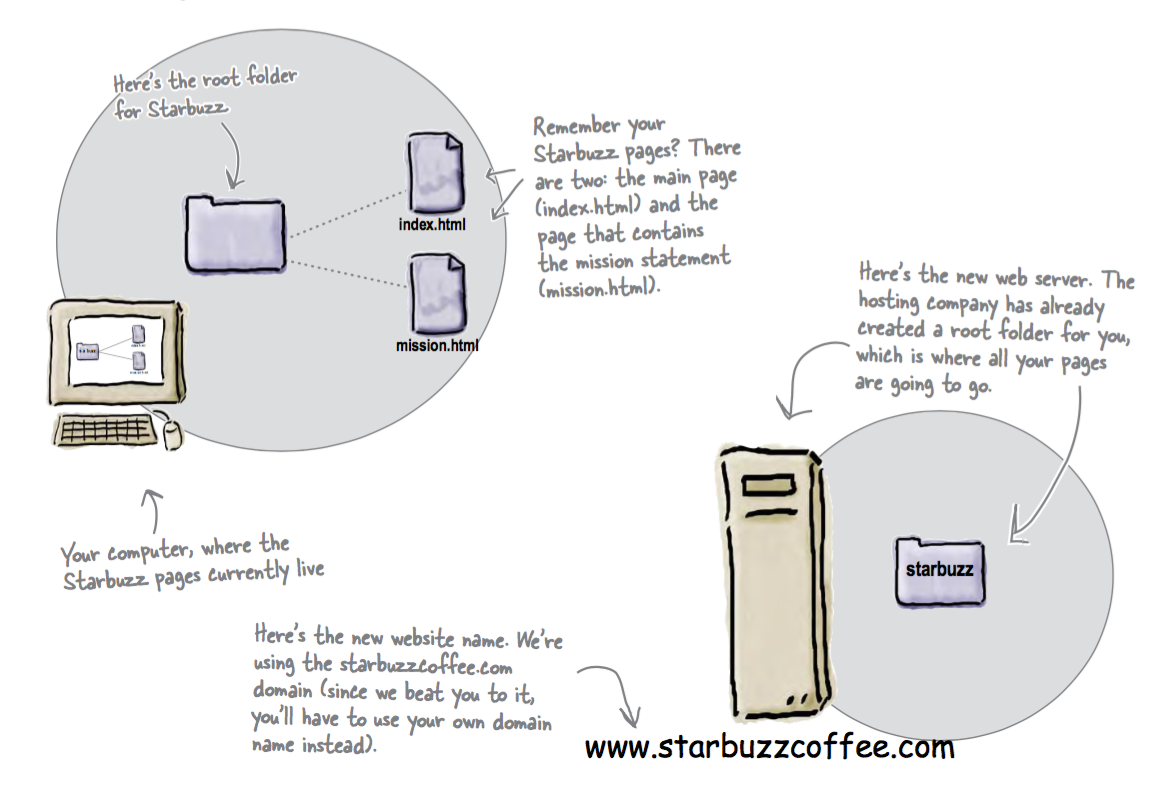 Here's the root folder
for Starbuzz
Remember your
Starbuzz pages? There
are two: the main page
(index.html) and the
page that contains
the mission statement
(mission.html).
index.html
mission.html
Here's the new web server. The
hosting company has already
created a root folder for you,
which is where all your pages
are going to go.
starbuzz
Your computer, where the
Starbuzz pages currently live
Here's the new website name. We're
using the starbuzzcoffee.com
domain (since we beat you to it,
you'll have to use your own domain
name instead).
www.starbuzzcoffee.com